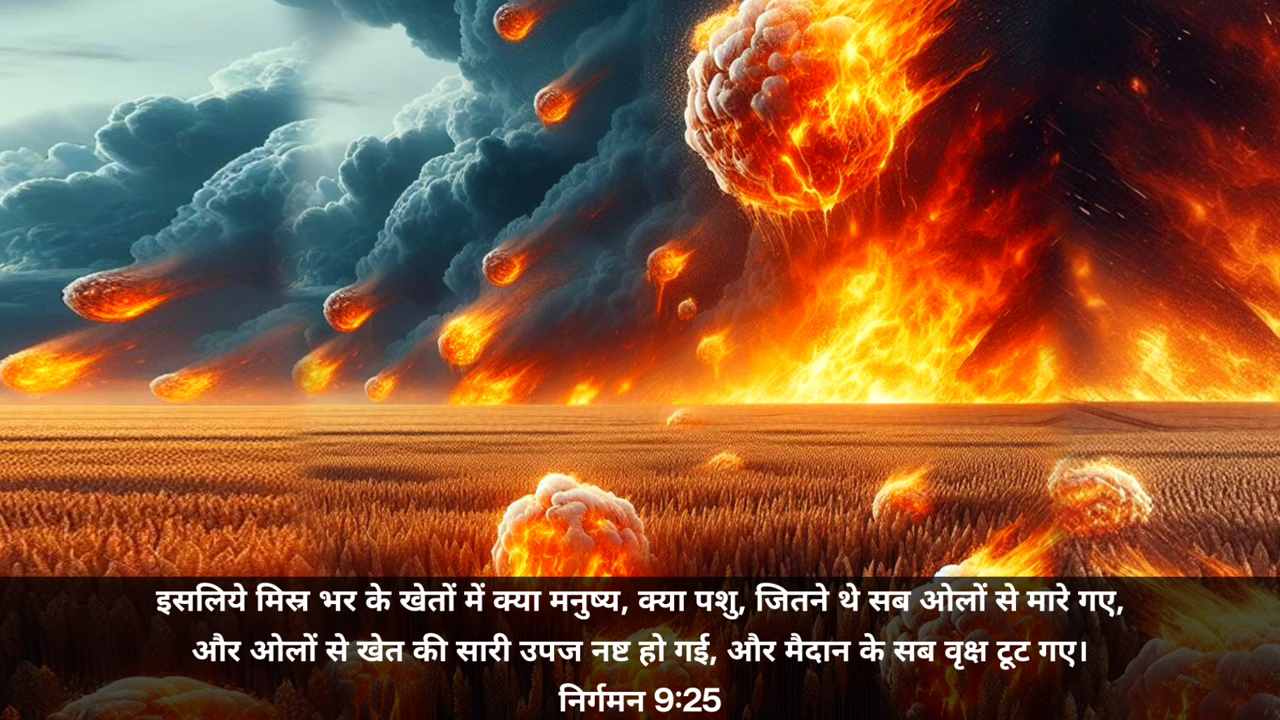 इसलिये मिस्र भर के खेतों में क्या मनुष्य, क्या पशु, जितने थे सब ओलों से मारे गए,
और ओलों से खेत की सारी उपज नष्ट हो गई, और मैदान के सब वृक्ष टूट गए।
निर्गमन 9:25